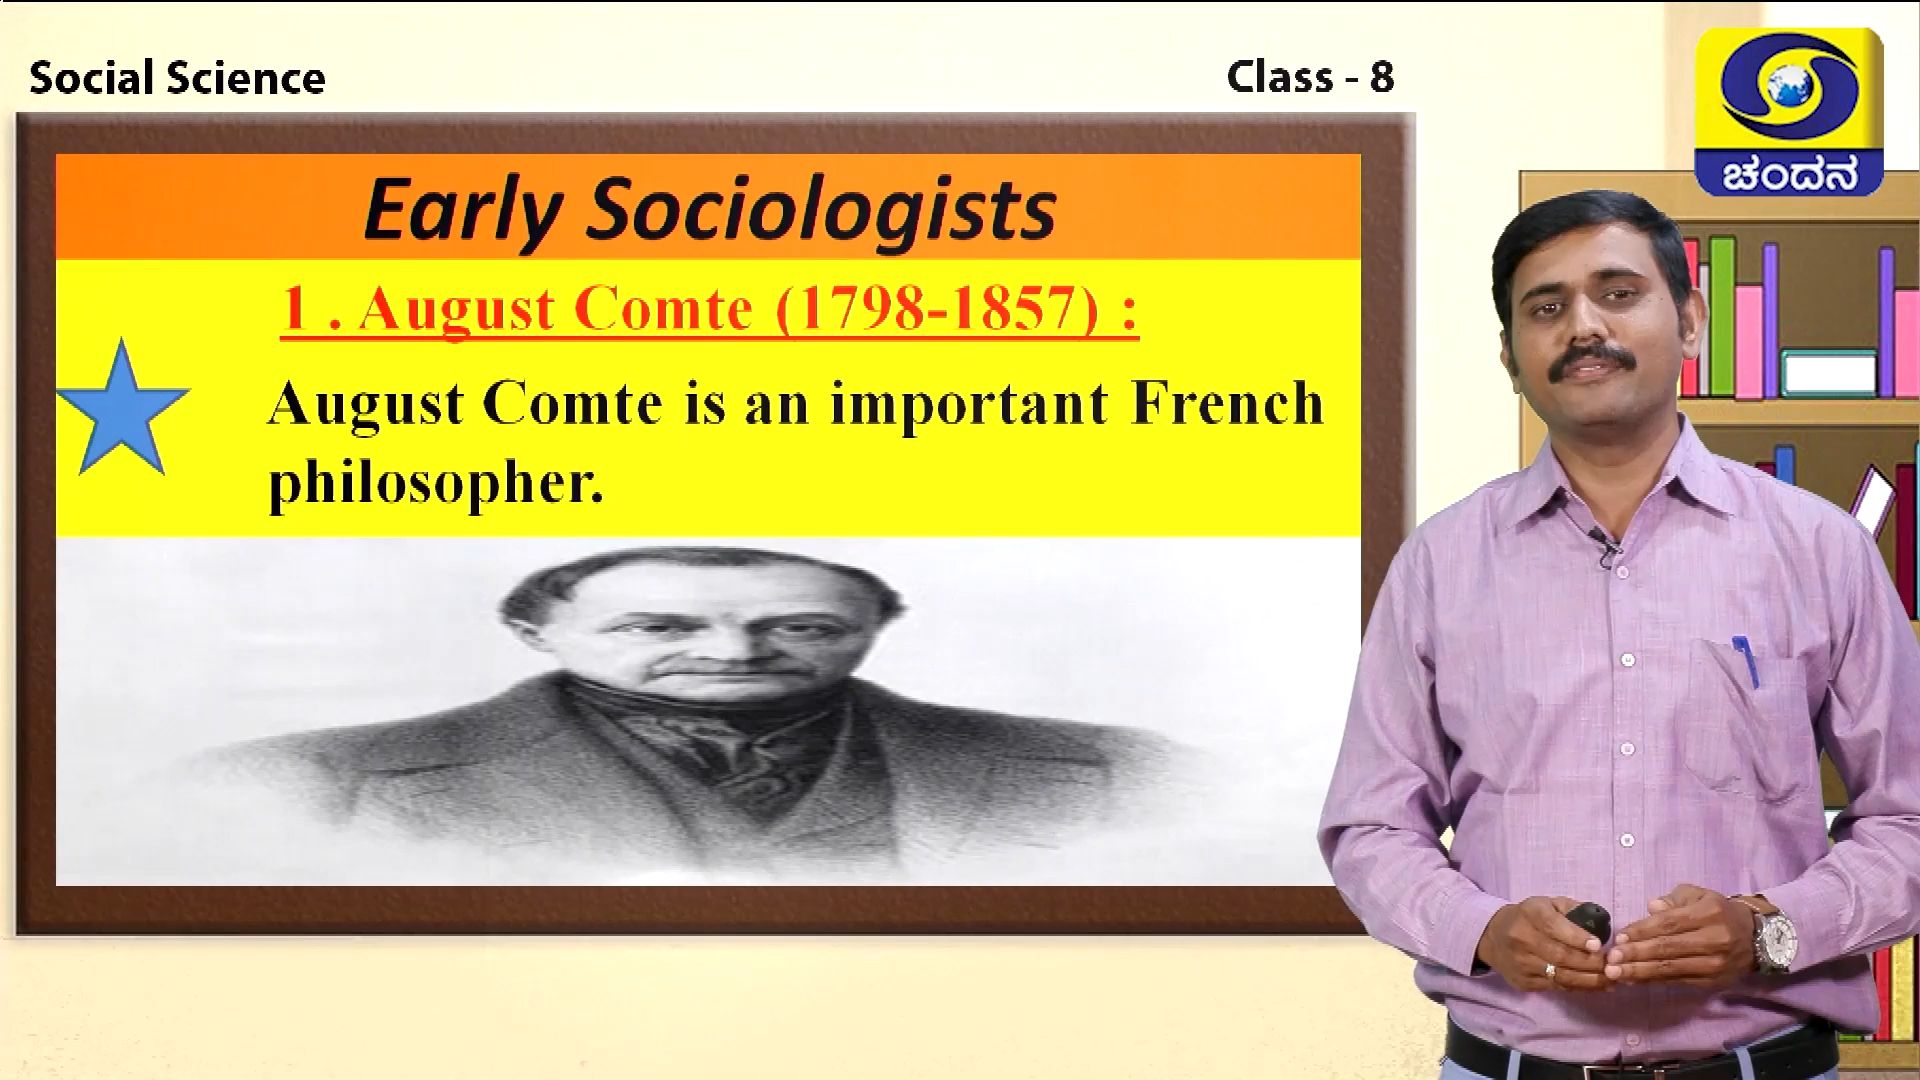 Social Science
Class - 8
ಚಂದನ
Early Sociologists
1 . August Comte (1798-1857) :
August Comte is an important French
philosopher.